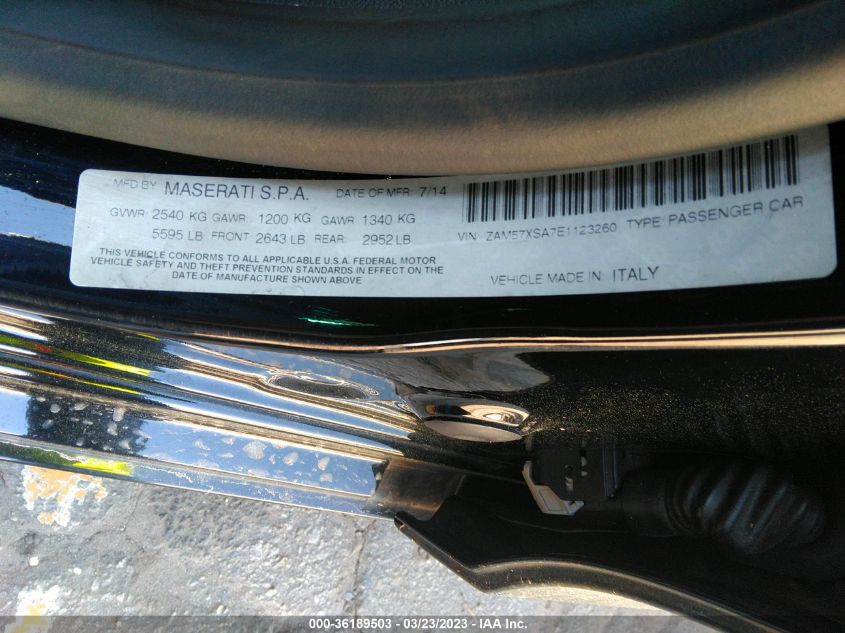 MFD BY MASERATI S.P.A. DATE OF MFR 7/14
GVWR: 2540 KG GAWR: 1200 KG GAWR 1340 KG
5595 LB FRONT 2643 LB REAR: 2952 LB
THIS VEHICLE CONFORMS TO ALL APPLICABLE U.S.A. FEDERAL MOTOR
VEHICLE SAFETY AND THEFT PREVENTION STANDARDS IN EFFECT ON THE
DATE OF MANUFACTURE SHOWN ABOVE
VIN: ZAM57XSA7E1123260 TYPE: PASSENGER CAR
VEHICLE MADE IN: ITALY
000-36189503 - 03/23/2023 - IAA Inc.